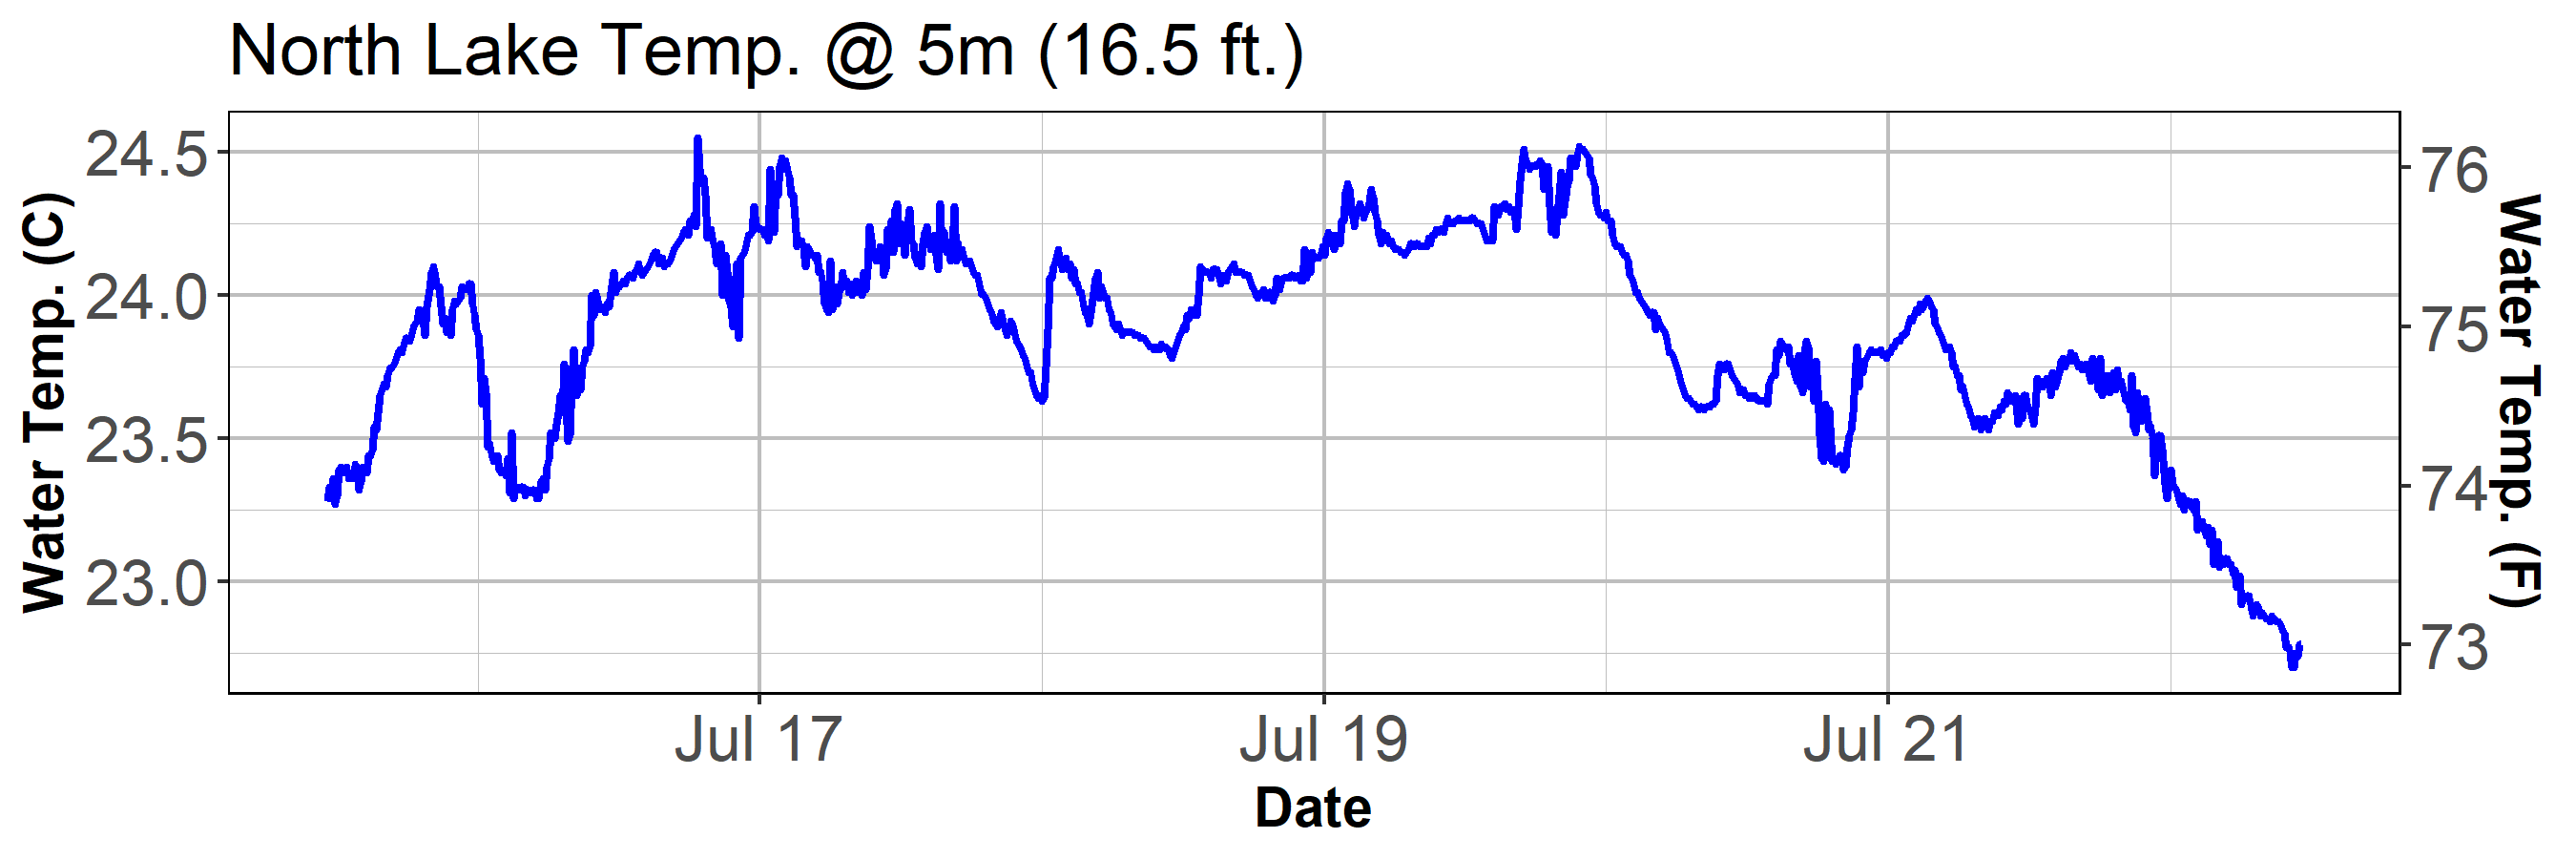 North Lake Temp. @ 5m (16.5 ft.)
Water Temp. (C)
24.5
24.0
23.5
23.0
76
75
74
73
Water Temp. (F)
Jul 17 Jul 19 Jul 21
Date